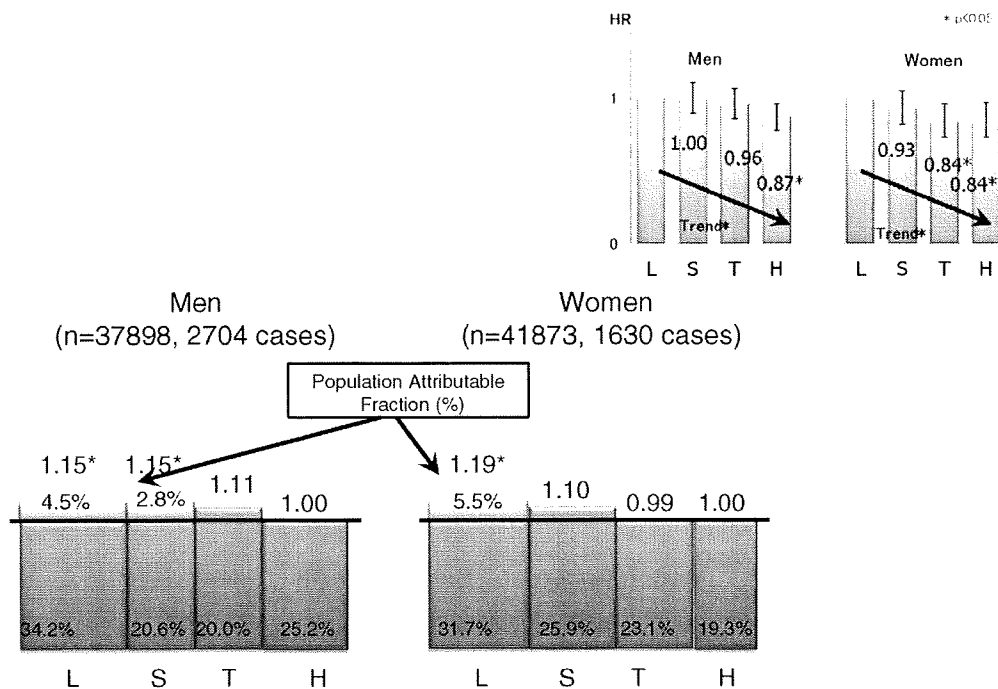 HR
* p<0.05
Men
Women
1
1.00
0.96
0.87*
0.93
0.84*
0.84*
Trend*
Trend*
0
L S T H
L S T H
Men
(n=37898, 2704 cases)
Women
(n=41873, 1630 cases)
Population Attributable
Fraction (%)
1.15*
1.15*
1.11
1.00
4.5%
2.8%
1.19*
1.10
0.99
1.00
5.5%
34.2%
20.6%
20.0%
25.2%
31.7%
25.9%
23.1%
19.3%
L S T H
L S T H